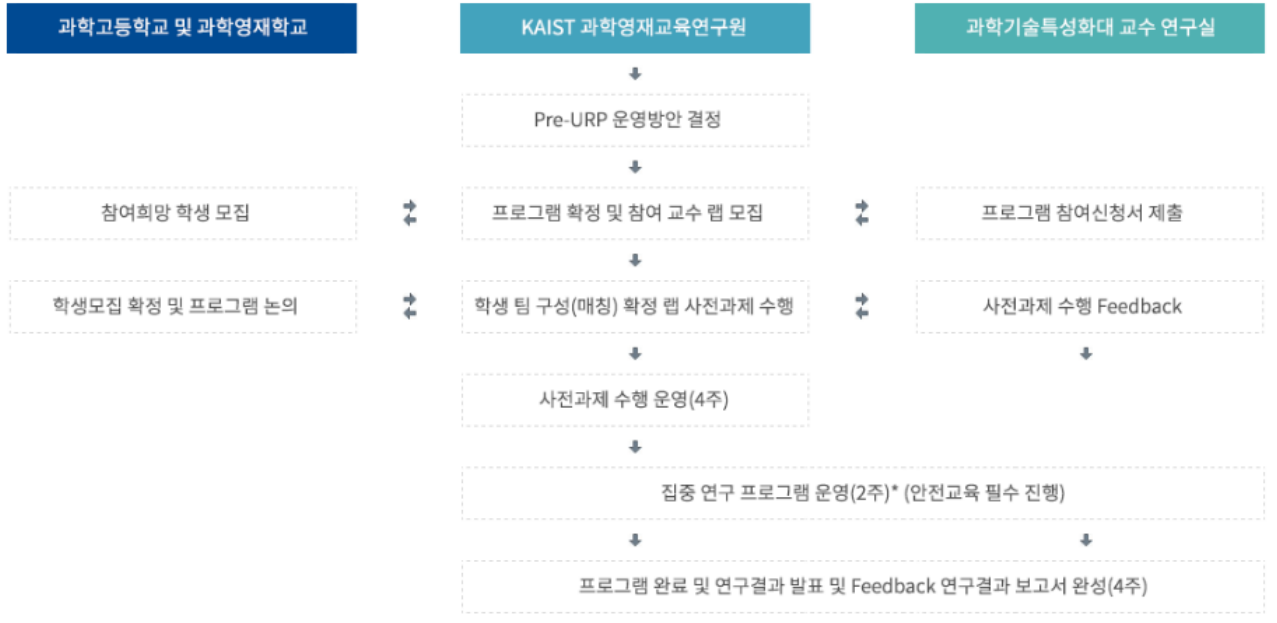 과학고등학교 및 과학영재학교
KAIST 과학영재교육연구원
과학기술특성화대 교수 연구실
Pre-URP 운영방안 결정
참여희망 학생 모집
프로그램 확정 및 참여 교수 랩 모집
프로그램 참여신청서 제출
학생모집 확정 및 프로그램 논의
학생 팀 구성(매칭) 확정 랩 사전과제 수행
사전과제 수행 Feedback
사전과제 수행 운영(4주)
집중 연구 프로그램 운영(2주)* (안전교육 필수 진행)
프로그램 완료 및 연구결과 발표 및 Feedback 연구결과 보고서 완성(4주)